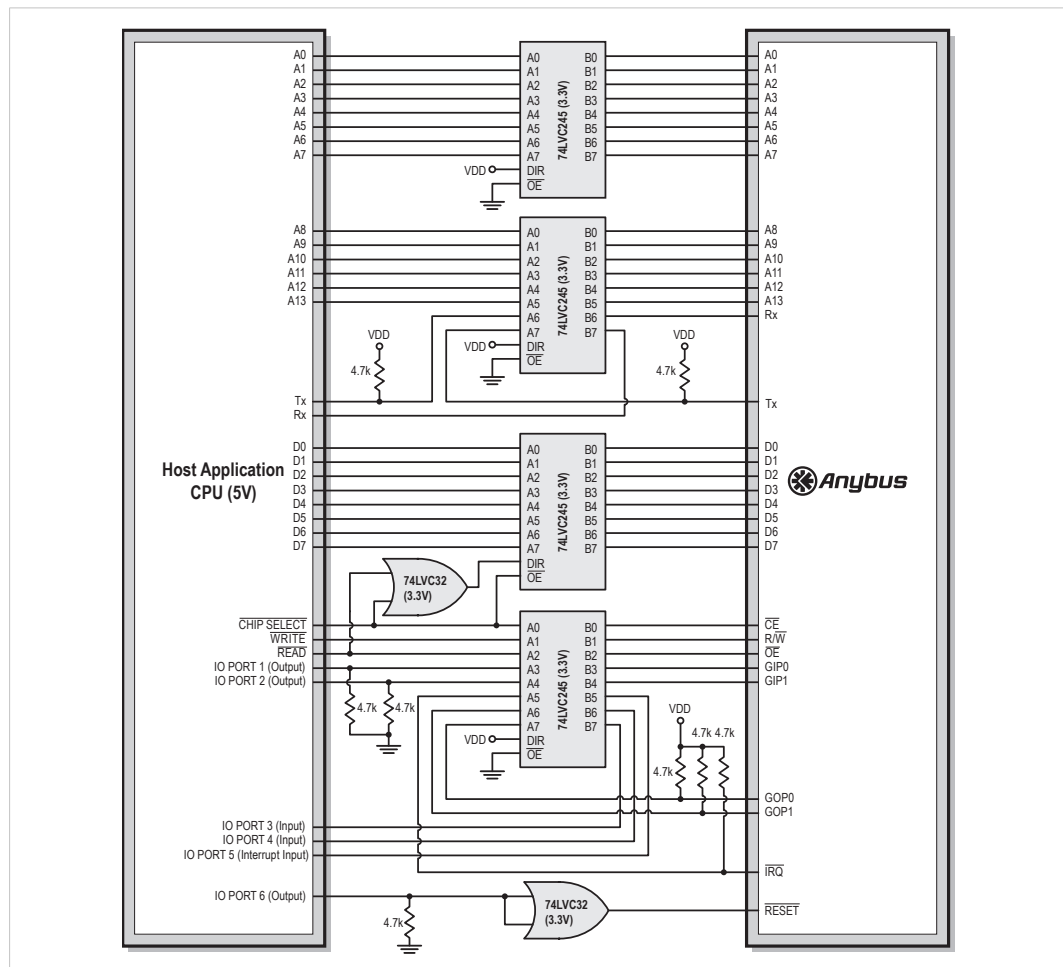 A0 A0 B0 A0
A1 A1 B1 A1
A2 A2 B2 A2
A3 A3 B3 A3
A4 A4 B4 A4
A5 A5 B5 A5
A6 A6 B6 A6
A7 A7 B7 A7
74LVC245 (3.3V)
VDD DIR
OE
A8 A0 B0 A8
A9 A1 B1 A9
A10 A2 B2 A10
A11 A3 B3 A11
A12 A4 B4 A12
A13 A5 B5 A13
A6 B6 Rx
A7 B7
74LVC245 (3.3V)
VDD VDD DIR VDD
OE
4.7k 4.7k
Tx Tx
Rx
D0 A0 B0 D0
D1 A1 B1 D1
D2 A2 B2 D2
D3 A3 B3 D3
D4 A4 B4 D4
D5 A5 B5 D5
D6 A6 B6 D6
D7 A7 B7 D7
74LVC245 (3.3V)
Host Application
CPU (5V)
Anybus
DIR
OE
74LVC32
(3.3V)
CHIP SELECT A0 B0 CE
WRITE A1 B1 R/W
READ A2 B2 OE
IO PORT 1 (Output) A3 B3 GIP0
IO PORT 2 (Output) A4 B4 GIP1
A5 B5
A6 B6
A7 B7
74LVC245 (3.3V)
4.7k 4.7k
VDD DIR
OE
VDD
4.7k 4.7k
4.7k
GOP0
GOP1
IO PORT 3 (Input)
IO PORT 4 (Input)
IO PORT 5 (Interrupt Input)
IRQ
IO PORT 6 (Output)
74LVC32
(3.3V)
RESET
4.7k